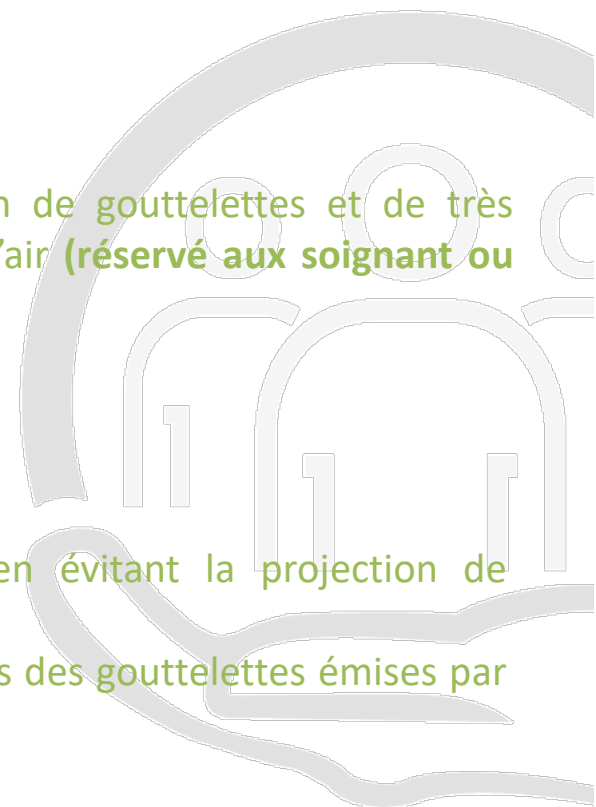 de gouttelettes et de très
l’air (réservé aux soignant ou
en évitant la projection de
des gouttelettes émises par